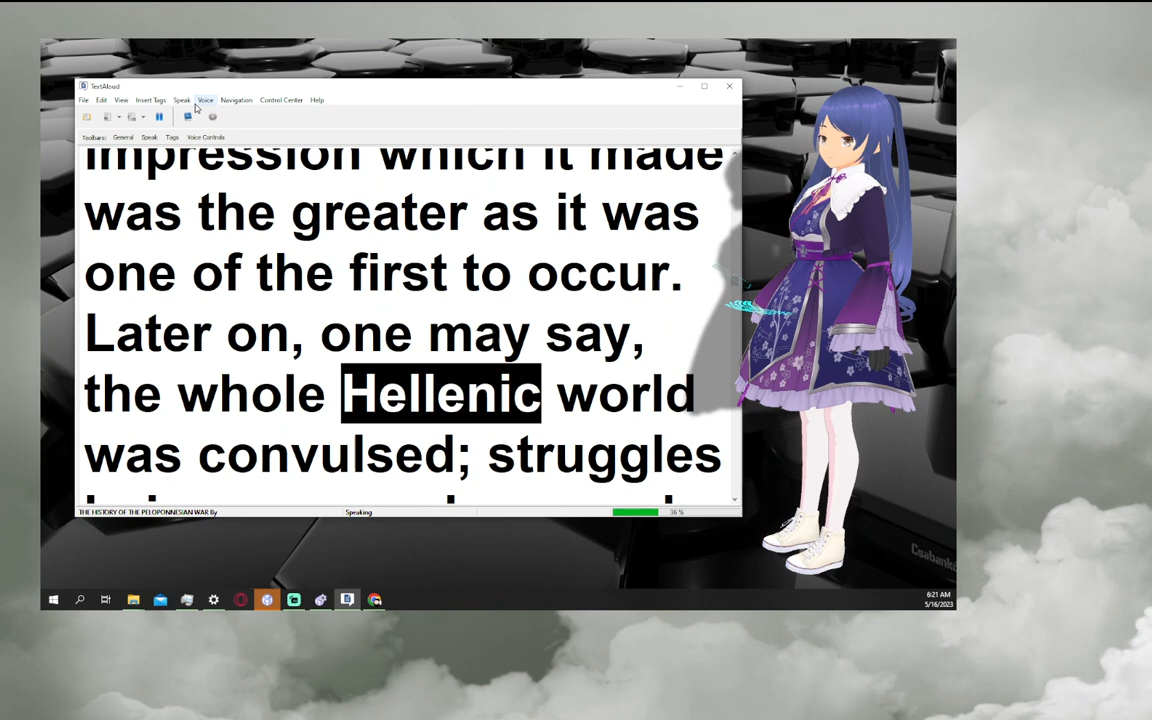 TextAloud
File Edit View Insert Tags Speak Voice Navigation Control Center Help
Toolbars: General Speak Tags Voice Controls
impression which it made
was the greater as it was
one of the first to occur.
Later on, one may say,
the whole Hellenic world
was convulsed; struggles
THE HISTORY OF THE PELOPONNESIAN WAR By Speaking 36 %
Csabank
6:21 AM
5/16/2023